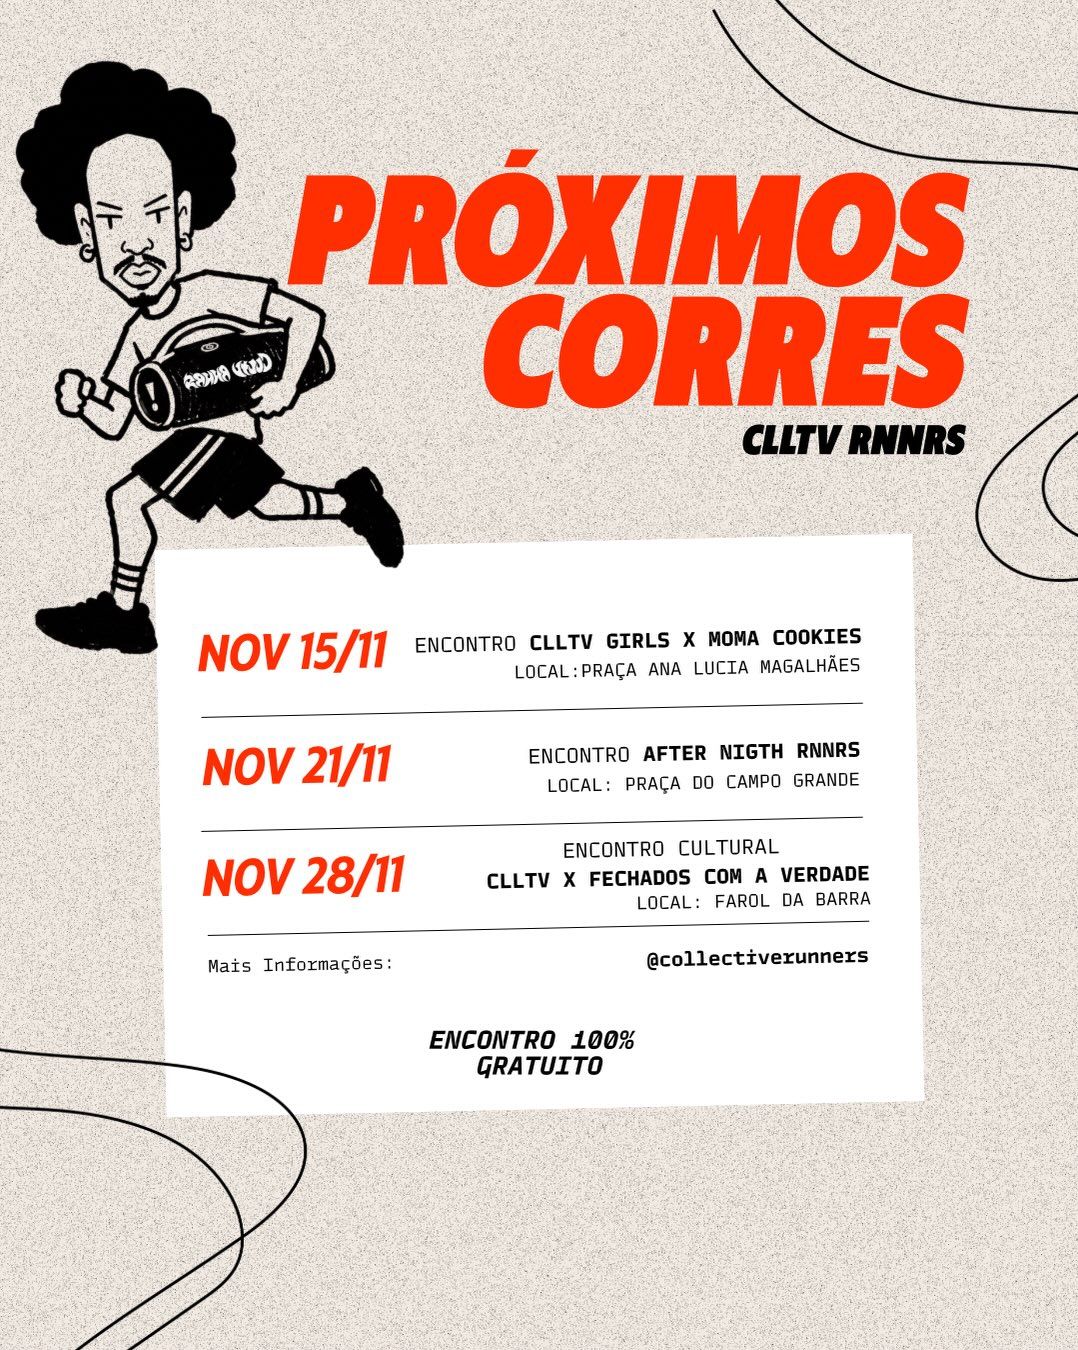 PRÓXIMOS
CORRES
CLLTV RNNRS
NOV 15/11
ENCONTRO CLLTV GIRLS X MOMA COOKIES
LOCAL:PRAÇA ANA LUCIA MAGALHÃES
NOV 21/11
ENCONTRO AFTER NIGTH RNNRS
LOCAL: PRAÇA DO CAMPO GRANDE
NOV 28/11
ENCONTRO CULTURAL
CLLTV X FECHADOS COM A VERDADE
LOCAL: FAROL DA BARRA
Mais Informações:
@collectiverunners
ENCONTRO 100%
GRATUITO